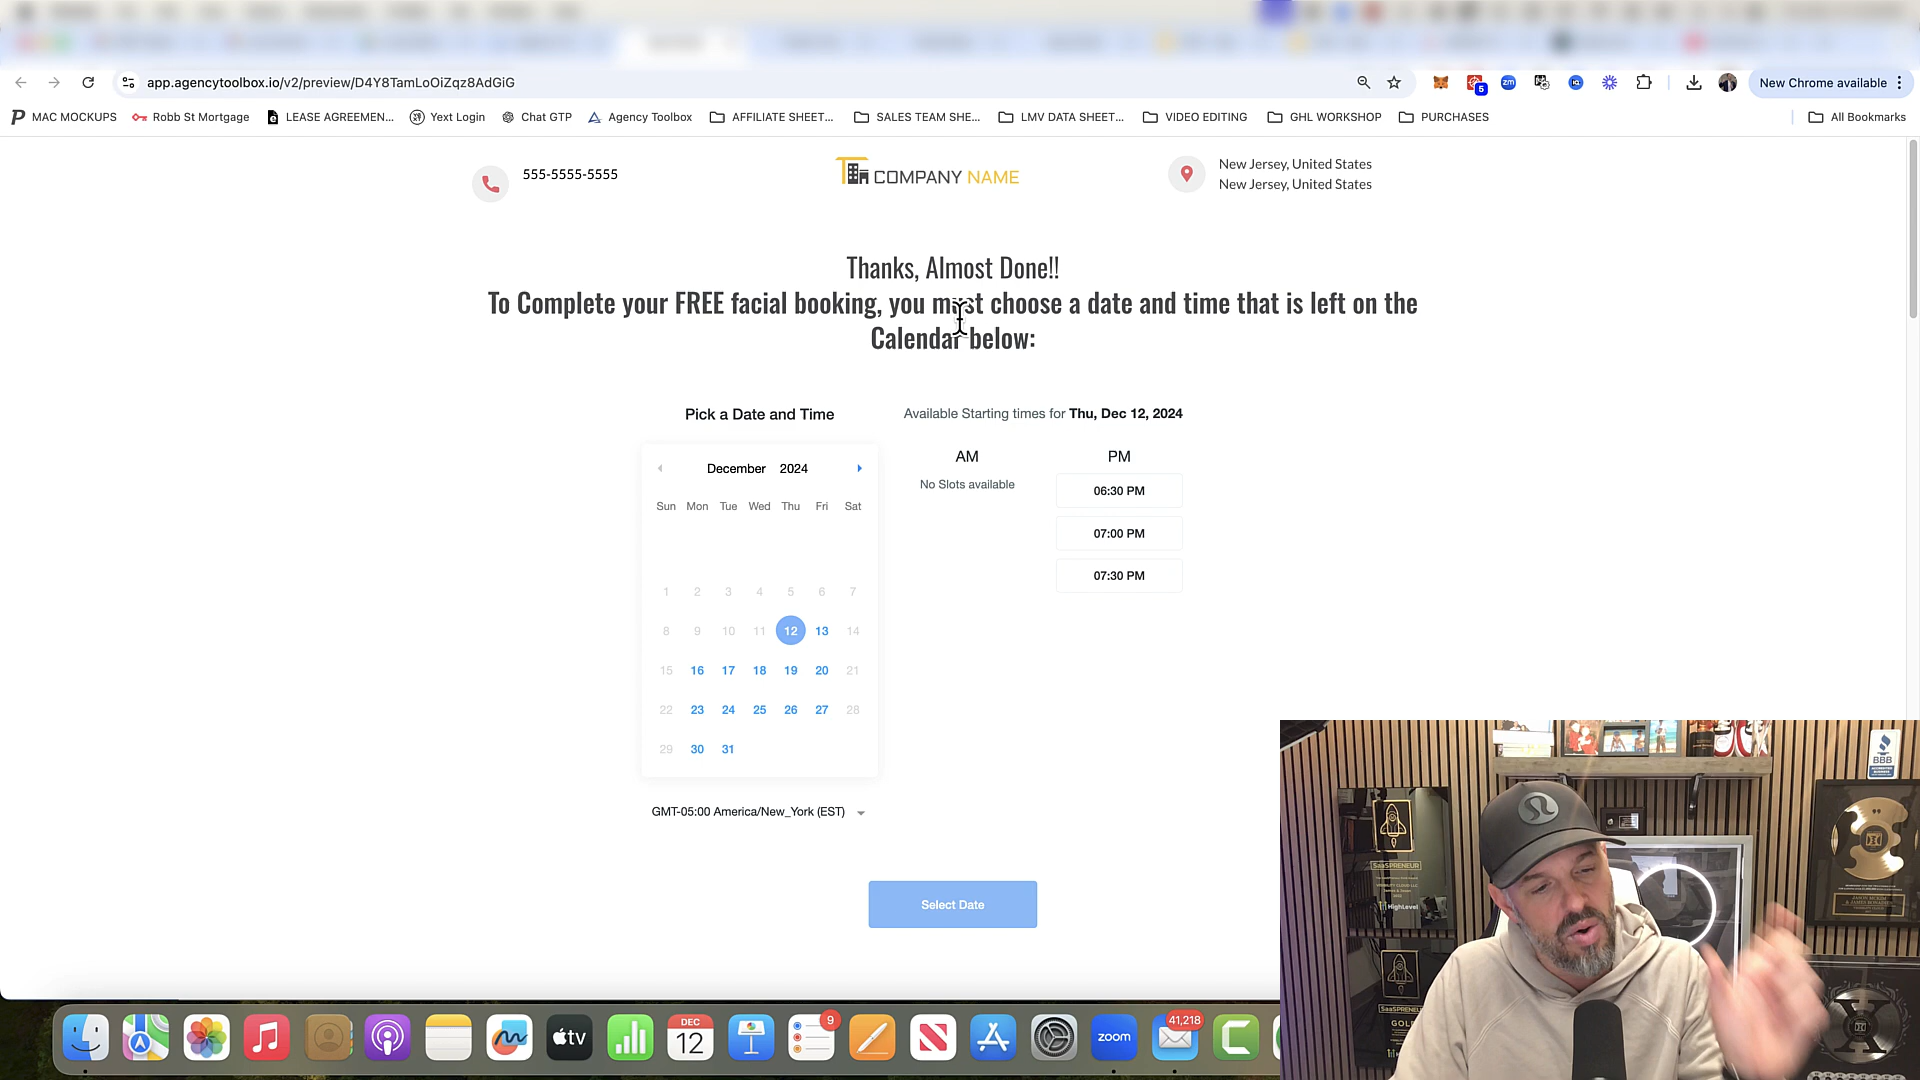 app.agencytoolbox.io/v2/preview/D4Y8TamLoOiZqz8AdGiG
New Chrome available
5
zm
MAC MOCKUPS
Robb St Mortgage
LEASE AGREEMEN...
Yext Login
Chat GTP
Agency Toolbox
AFFILIATE SHEET...
SALES TEAM SHE...
LMV DATA SHEET...
VIDEO EDITING
GHL WORKSHOP
PURCHASES
All Bookmarks
555-5555-5555
COMPANY NAME
New Jersey, United States
New Jersey, United States
Thanks, Almost Done!!
To Complete your FREE facial booking, you must choose a date and time that is left on the
Calendar below:
Pick a Date and Time
Available Starting times for Thu, Dec 12, 2024
December 2024
Sun Mon Tue Wed Thu Fri Sat
1 2 3 4 5 6 7
8 9 10 11 12 13 14
15 16 17 18 19 20 21
22 23 24 25 26 27 28
29 30 31
AM
No Slots available
PM
06:30 PM
07:00 PM
07:30 PM
GMT-05:00 America/New_York (EST)
Select Date
BBB
SaaSPRENEUR
HighLevel
SaaSPRENEUR
GOLD
X
DEC
12
tv
9
zoom
41,218